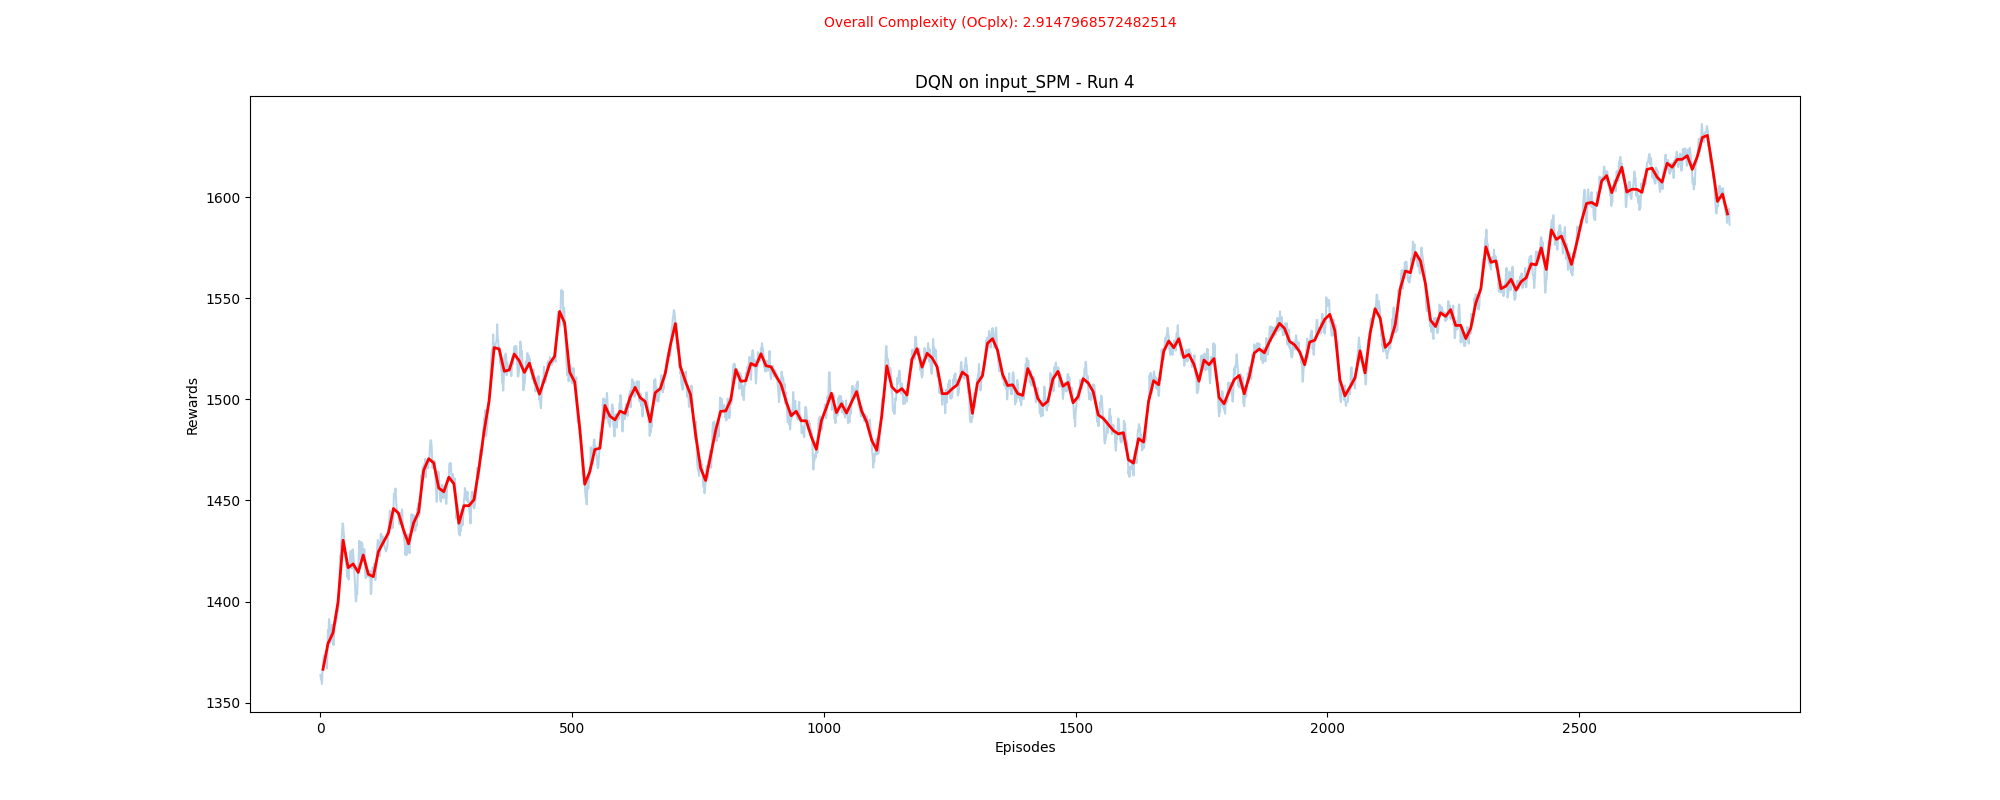 Overall Complexity (OCplx): 2.9147968572482514
DQN on input_SPM - Run 4
Rewards
1600
1550
1500
1450
1400
1350
0 500 1000 1500 2000 2500
Episodes